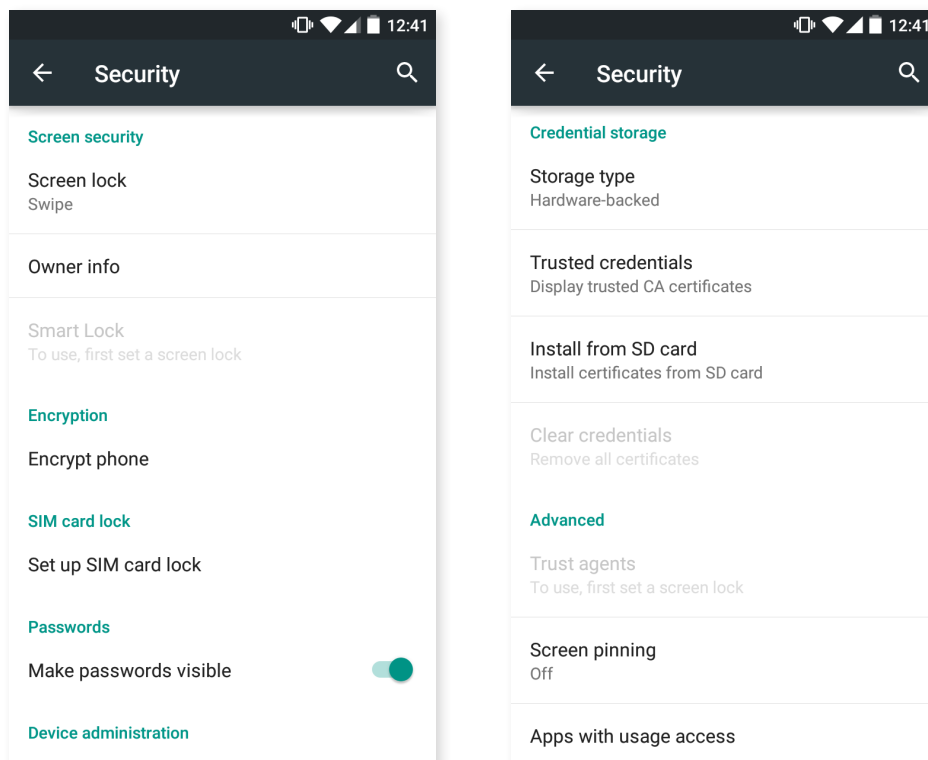 12:41
Security
Screen security
Screen lock
Swipe
Owner info
Smart Lock
To use, first set a screen lock
Encryption
Encrypt phone
SIM card lock
Set up SIM card lock
Passwords
Make passwords visible
Device administration
12:41
Security
Credential storage
Storage type
Hardware-backed
Trusted credentials
Display trusted CA certificates
Install from SD card
Install certificates from SD card
Clear credentials
Remove all certificates
Advanced
Trust agents
To use, first set a screen lock
Screen pinning
Off
Apps with usage access